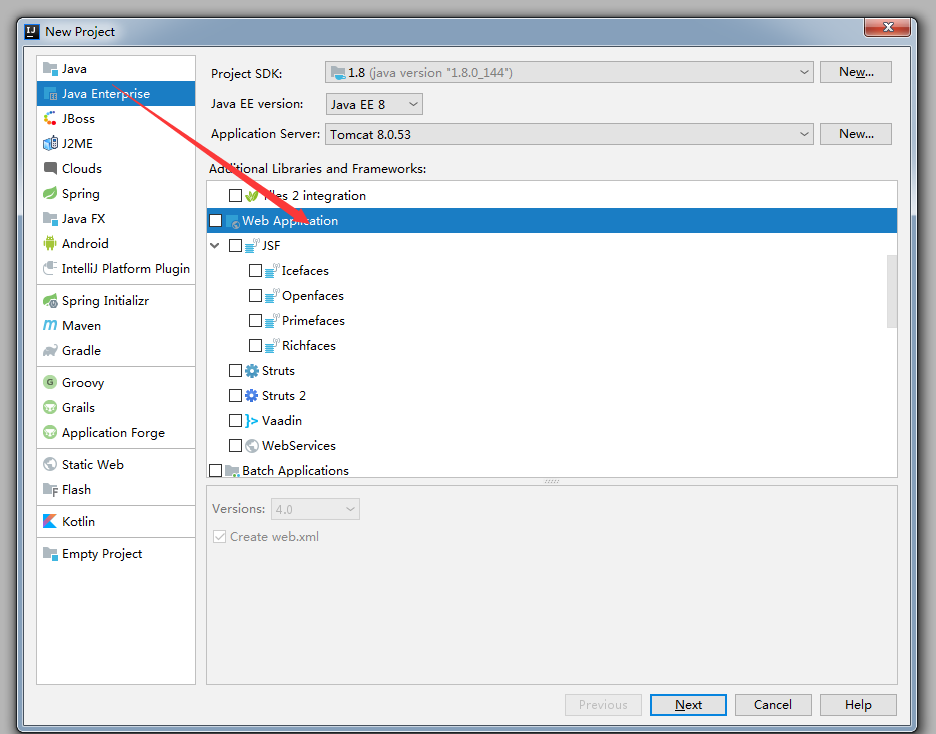 New Project
Java
Java Enterprise
JBoss
J2ME
Clouds
Spring
Java FX
Android
IntelliJ Platform Plugin
Spring Initializr
Maven
Gradle
Groovy
Grails
Application Forge
Static Web
Flash
Kotlin
Empty Project
Project SDK: 1.8 (java version "1.8.0_144") New...
Java EE version: Java EE 8
Application Server: Tomcat 8.0.53 New...
Additional Libraries and Frameworks:
Tiles 2 integration
Web Application
JSF
Icefaces
Openfaces
Primefaces
Richfaces
Struts
Struts 2
Vaadin
WebServices
Batch Applications
Versions: 4.0
Create web.xml
Previous Next Cancel Help